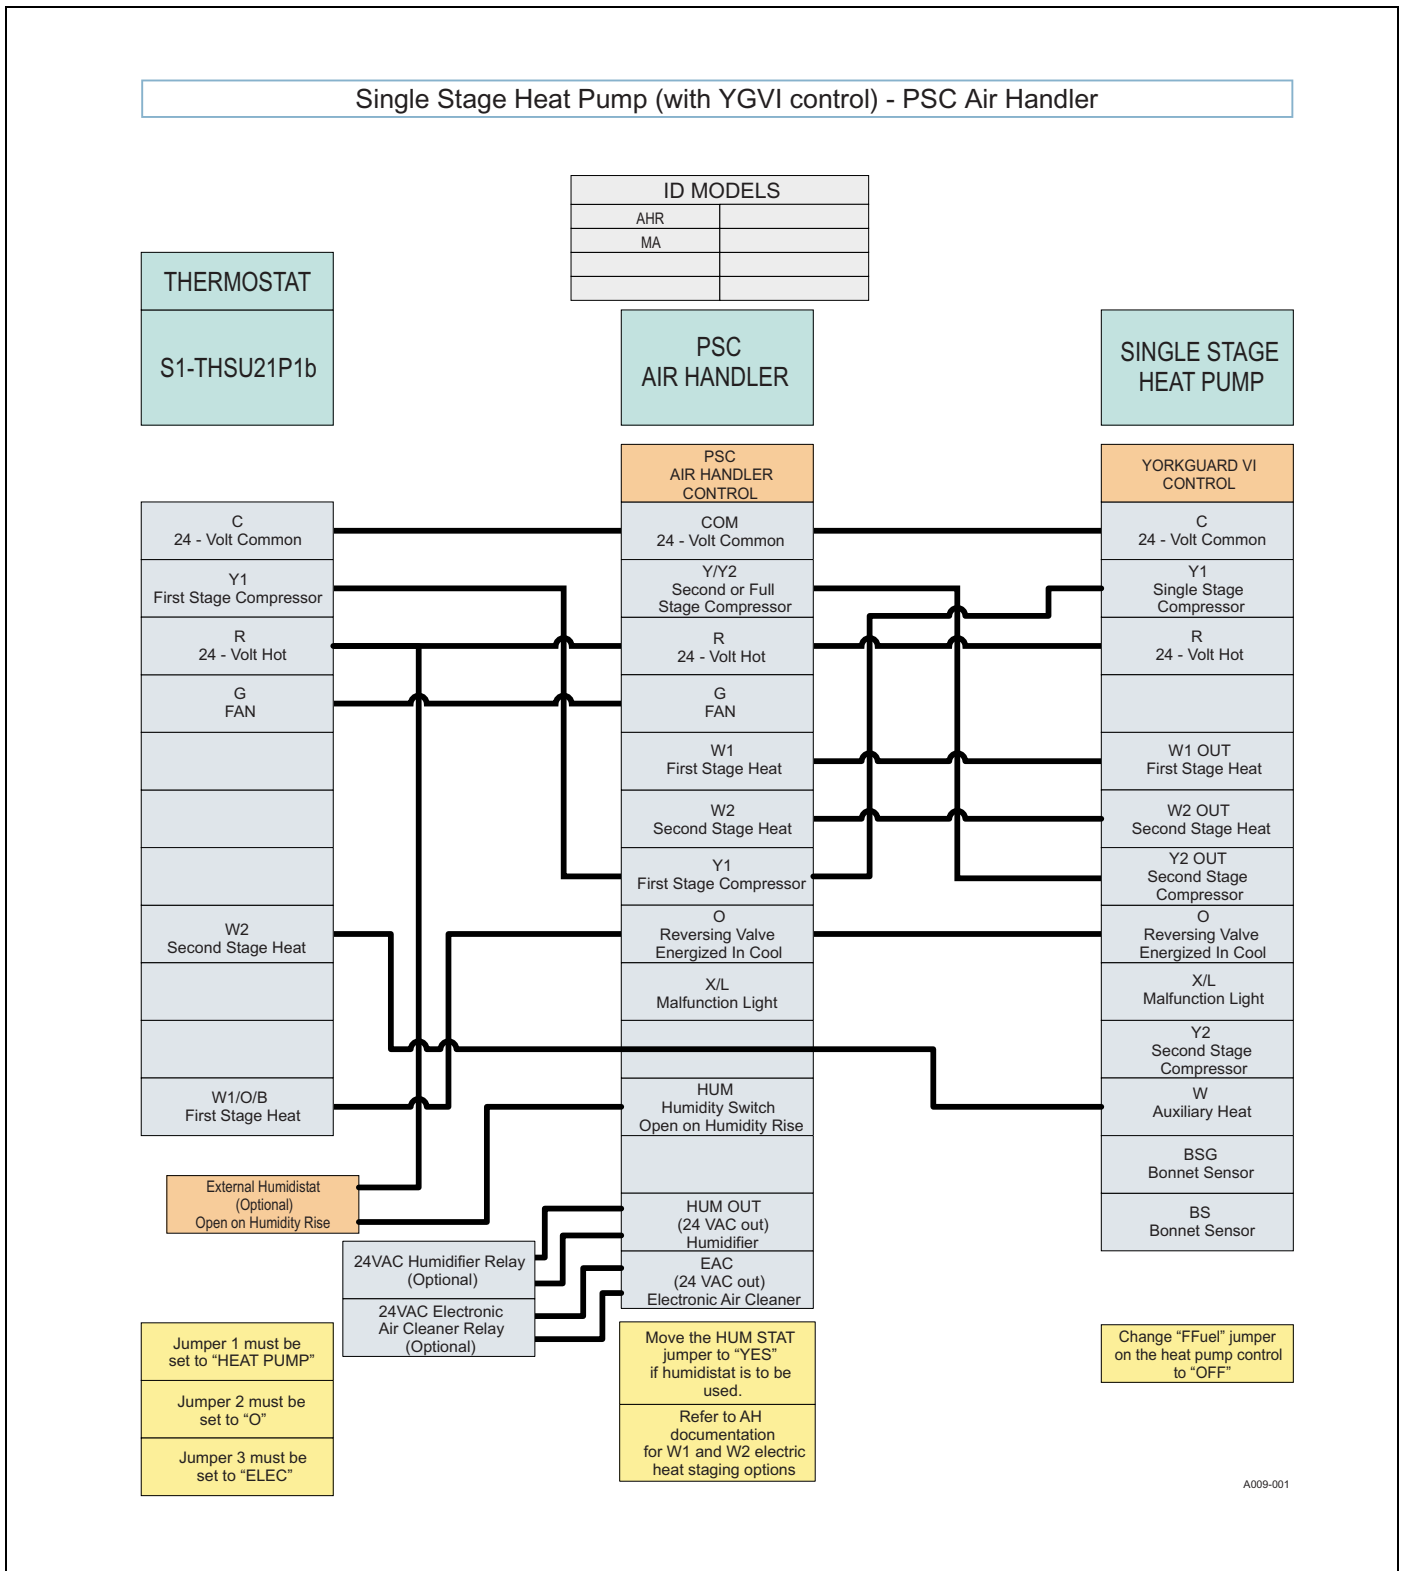 Single Stage Heat Pump (with YGVI control) - PSC Air Handler
ID MODELS
AHR
MA
THERMOSTAT
S1-THSU21P1b
PSC
AIR HANDLER
SINGLE STAGE
HEAT PUMP
C
24 - Volt Common
Y1
First Stage Compressor
R
24 - Volt Hot
G
FAN
W2
Second Stage Heat
W1/O/B
First Stage Heat
External Humidistat
(Optional)
Open on Humidity Rise
24VAC Humidifier Relay
(Optional)
24VAC Electronic
Air Cleaner Relay
(Optional)
Jumper 1 must be
set to “HEAT PUMP”
Jumper 2 must be
set to “O”
Jumper 3 must be
set to “ELEC”
PSC
AIR HANDLER
CONTROL
COM
24 - Volt Common
Y/Y2
Second or Full
Stage Compressor
R
24 - Volt Hot
G
FAN
W1
First Stage Heat
W2
Second Stage Heat
Y1
First Stage Compressor
O
Reversing Valve
Energized In Cool
X/L
Malfunction Light
HUM
Humidity Switch
Open on Humidity Rise
HUM OUT
(24 VAC out)
Humidifier
EAC
(24 VAC out)
Electronic Air Cleaner
Move the HUM STAT
jumper to “YES”
if humidistat is to be
used.
Refer to AH
documentation
for W1 and W2 electric
heat staging options
YORKGUARD VI
CONTROL
C
24 - Volt Common
Y1
Single Stage
Compressor
R
24 - Volt Hot
W1 OUT
First Stage Heat
W2 OUT
Second Stage Heat
Y2 OUT
Second Stage
Compressor
O
Reversing Valve
Energized In Cool
X/L
Malfunction Light
Y2
Second Stage
Compressor
W
Auxiliary Heat
BSG
Bonnet Sensor
BS
Bonnet Sensor
Change “FFuel” jumper
on the heat pump control
to “OFF”
A009-001